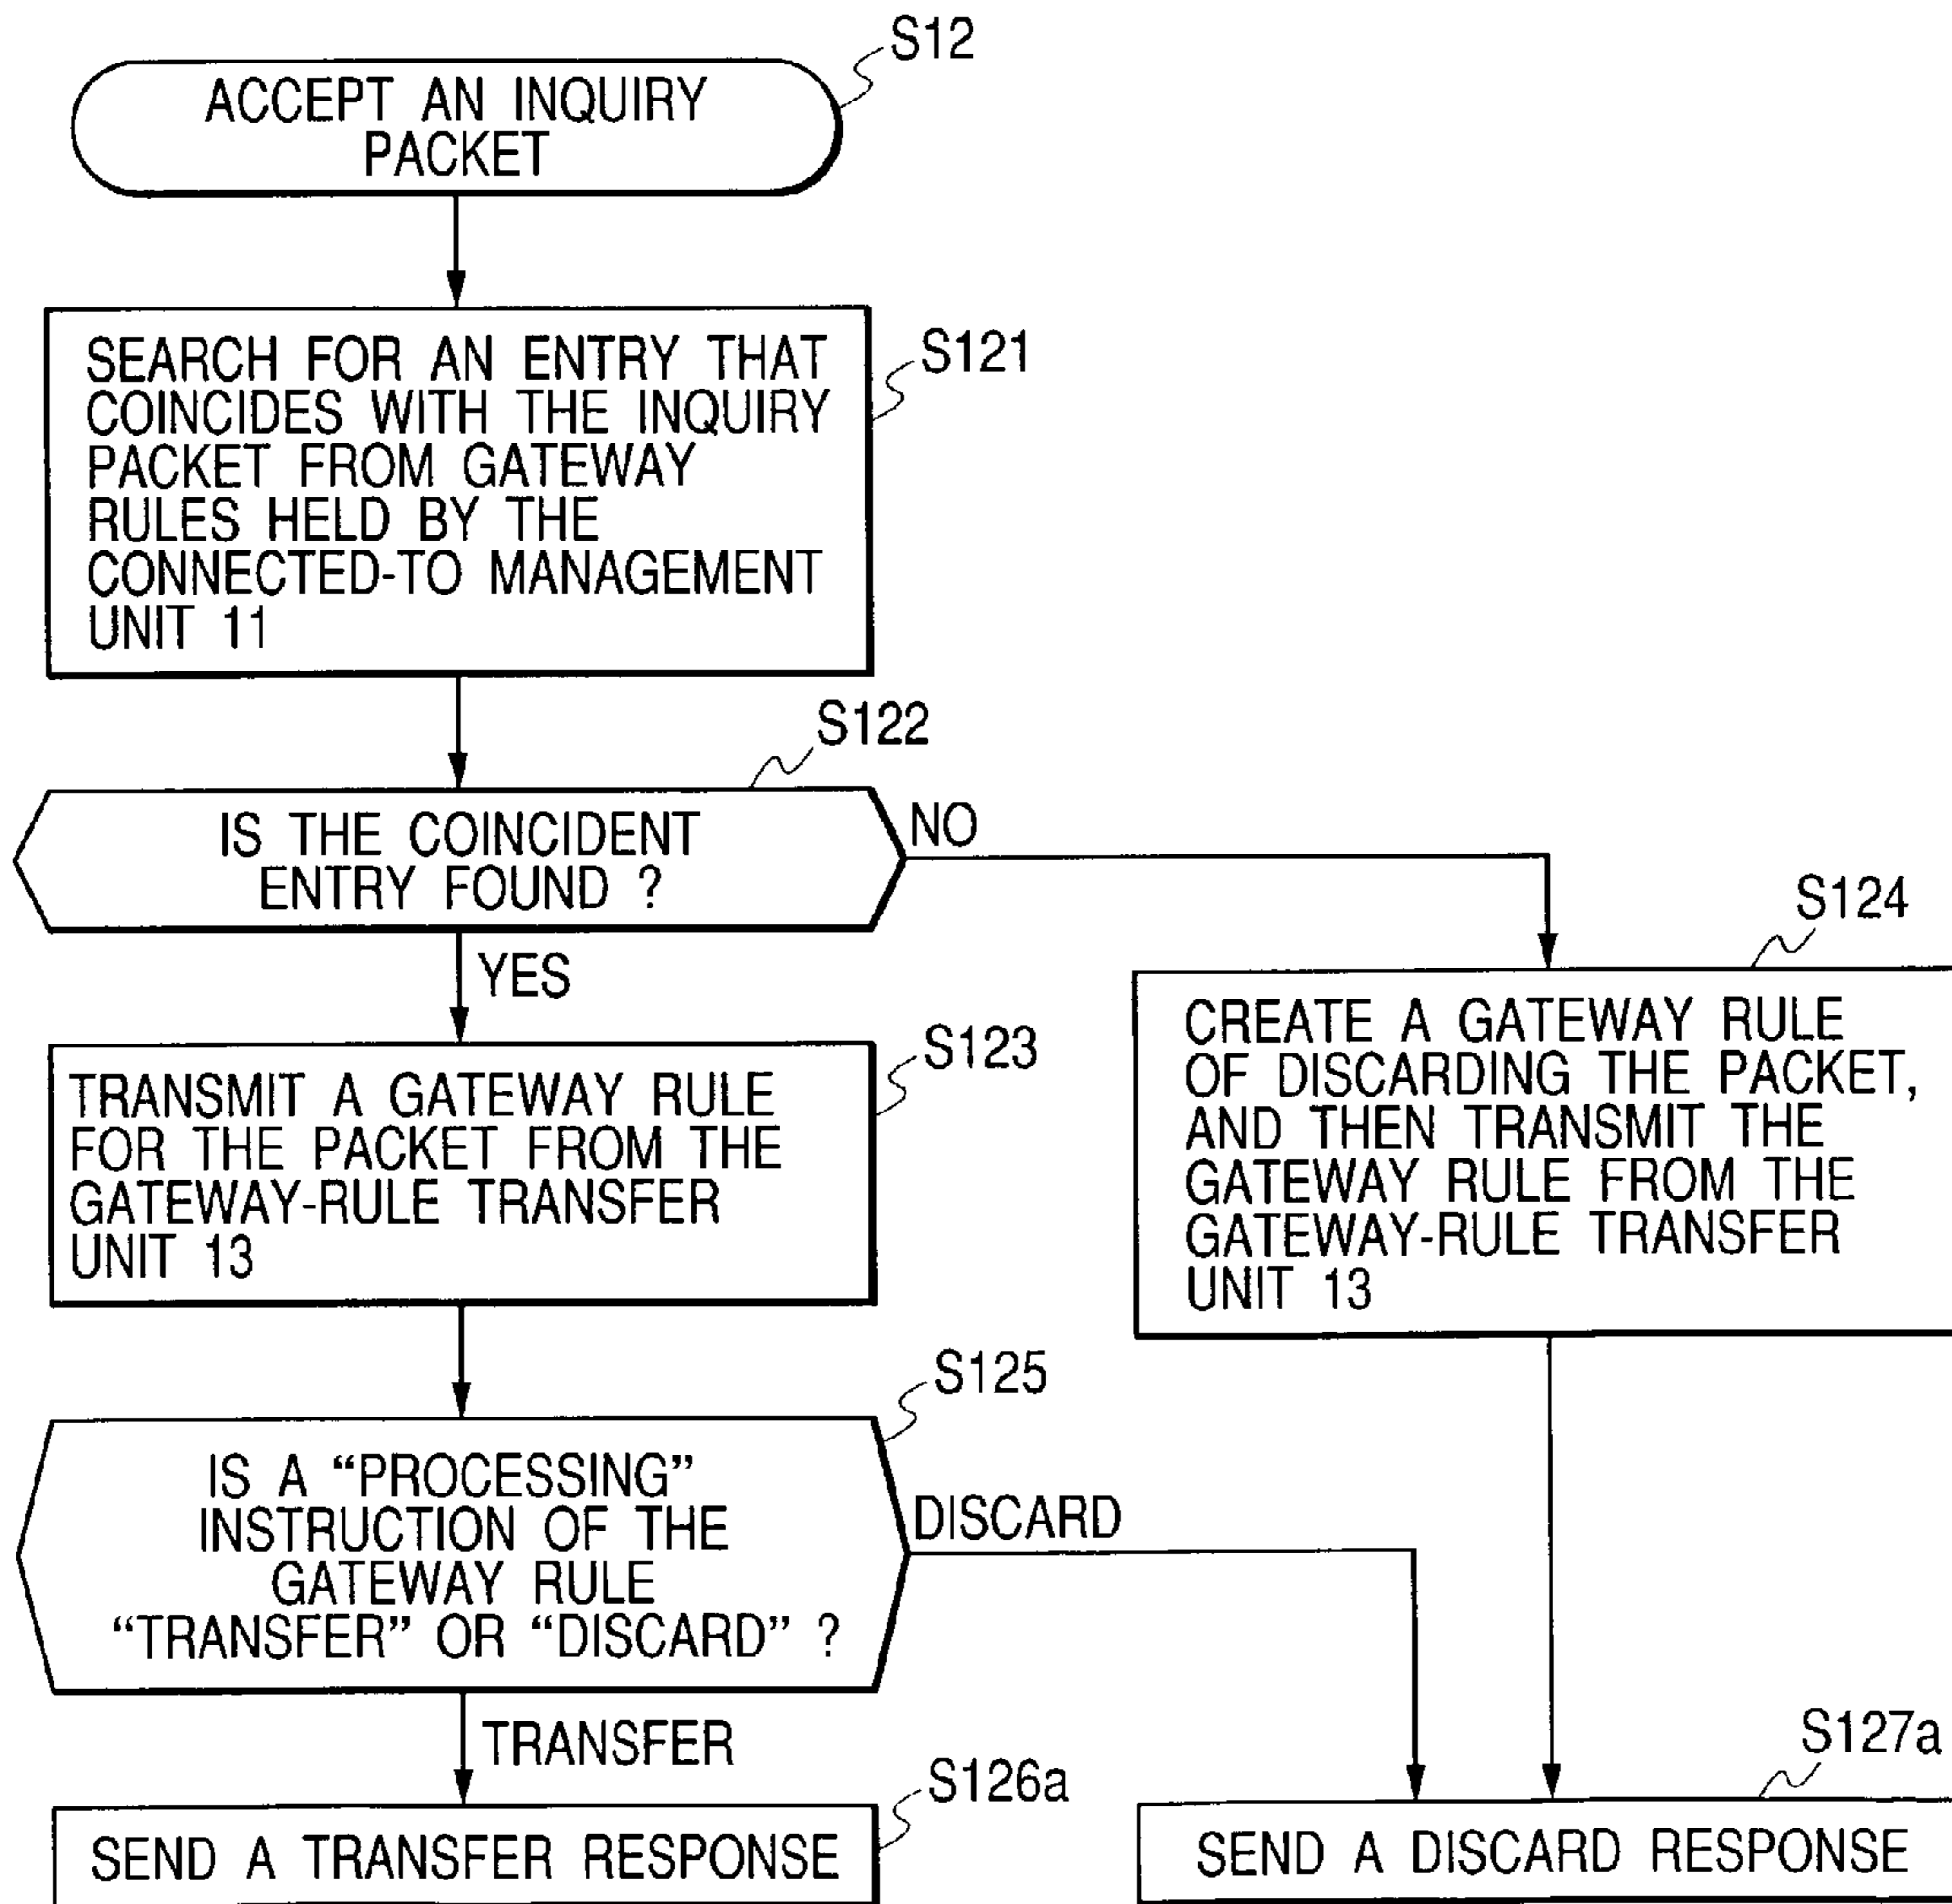 S12
ACCEPT AN INQUIRY
PACKET
S121
SEARCH FOR AN ENTRY THAT
COINCIDES WITH THE INQUIRY
PACKET FROM GATEWAY
RULES HELD BY THE
CONNECTED-TO MANAGEMENT
UNIT 11
S122
IS THE COINCIDENT
ENTRY FOUND ?
NO
YES
S124
CREATE A GATEWAY RULE
OF DISCARDING THE PACKET,
AND THEN TRANSMIT THE
GATEWAY RULE FROM THE
GATEWAY-RULE TRANSFER
UNIT 13
S123
TRANSMIT A GATEWAY RULE
FOR THE PACKET FROM THE
GATEWAY-RULE TRANSFER
UNIT 13
S125
IS A “PROCESSING”
INSTRUCTION OF THE
GATEWAY RULE
“TRANSFER” OR “DISCARD” ?
DISCARD
TRANSFER
S126a
SEND A TRANSFER RESPONSE
S127a
SEND A DISCARD RESPONSE